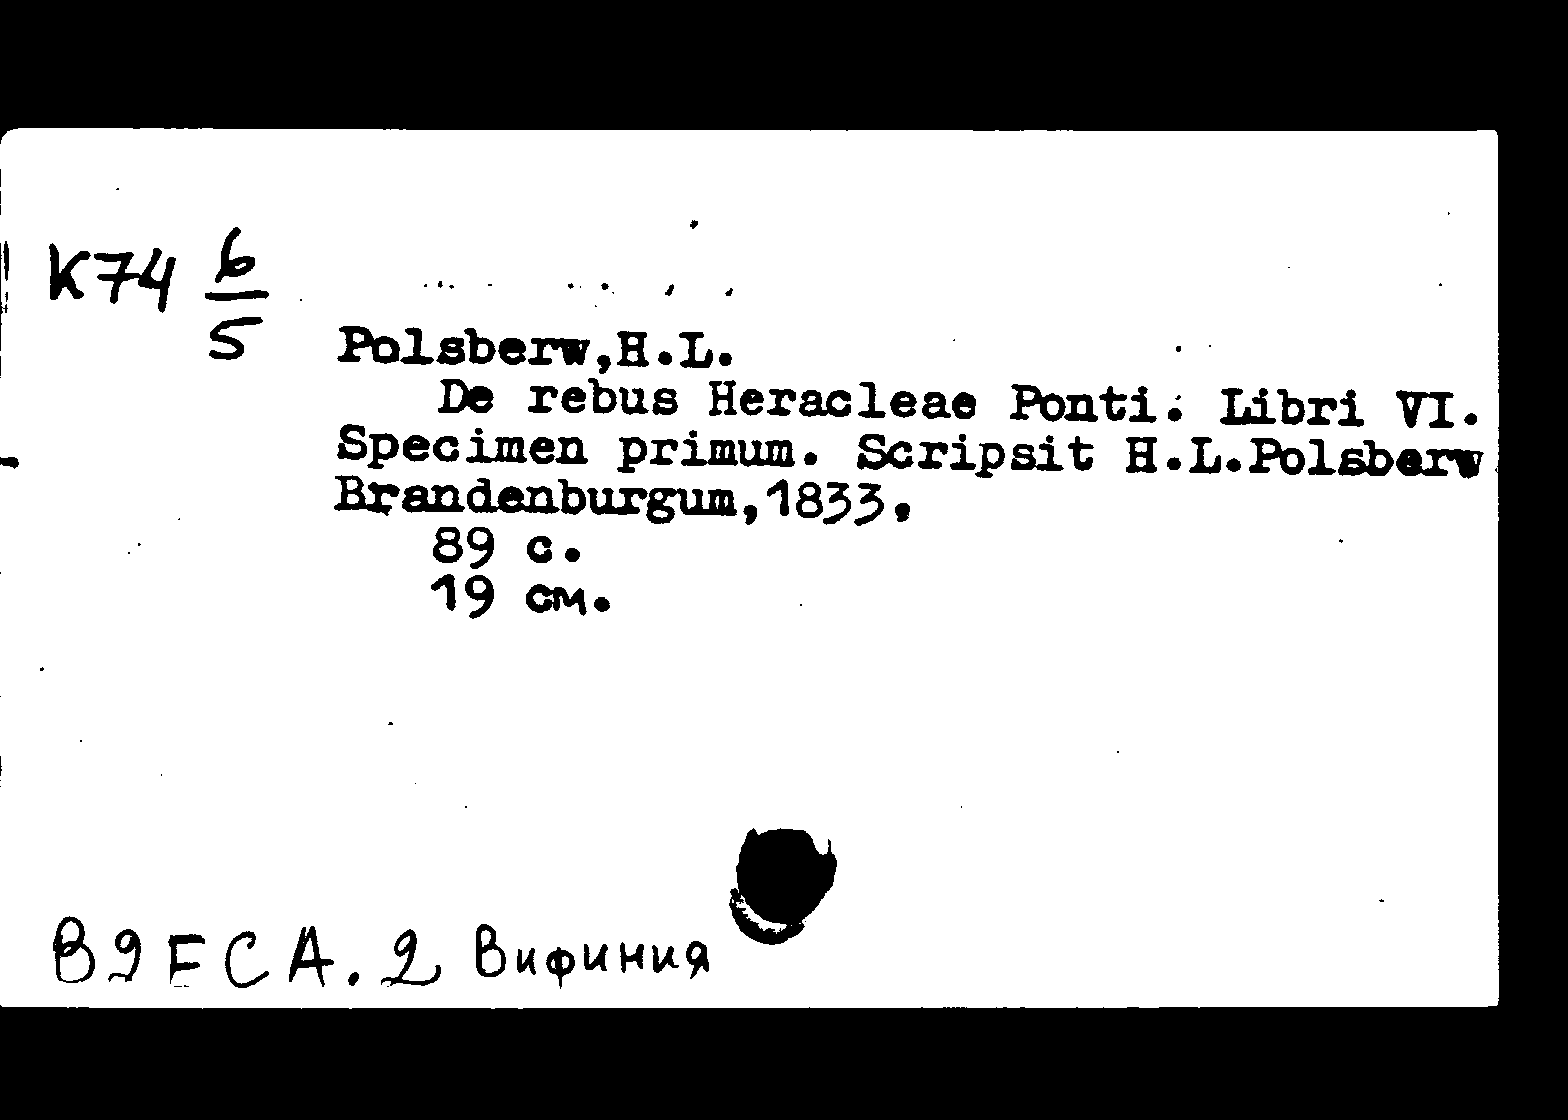 K74 6/5
Polsberw,H.L.
De rebus Heracleae Ponti. Libri VI.
Specimen primum. Scripsit H.L.Polsberw
Brandenburgum,1833.
89 с.
19 см.
B9FCA.2 Вифиния